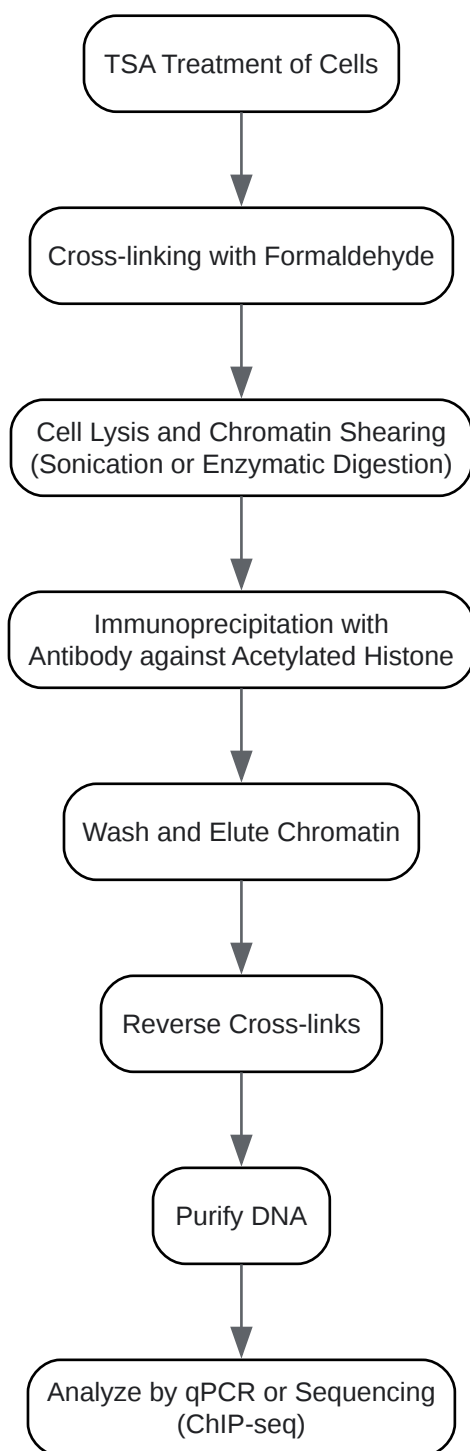 TSA Treatment of Cells
Cross-linking with Formaldehyde
Cell Lysis and Chromatin Shearing
(Sonication or Enzymatic Digestion)
Immunoprecipitation with
Antibody against Acetylated Histone
Wash and Elute Chromatin
Reverse Cross-links
Purify DNA
Analyze by qPCR or Sequencing
(ChIP-seq)